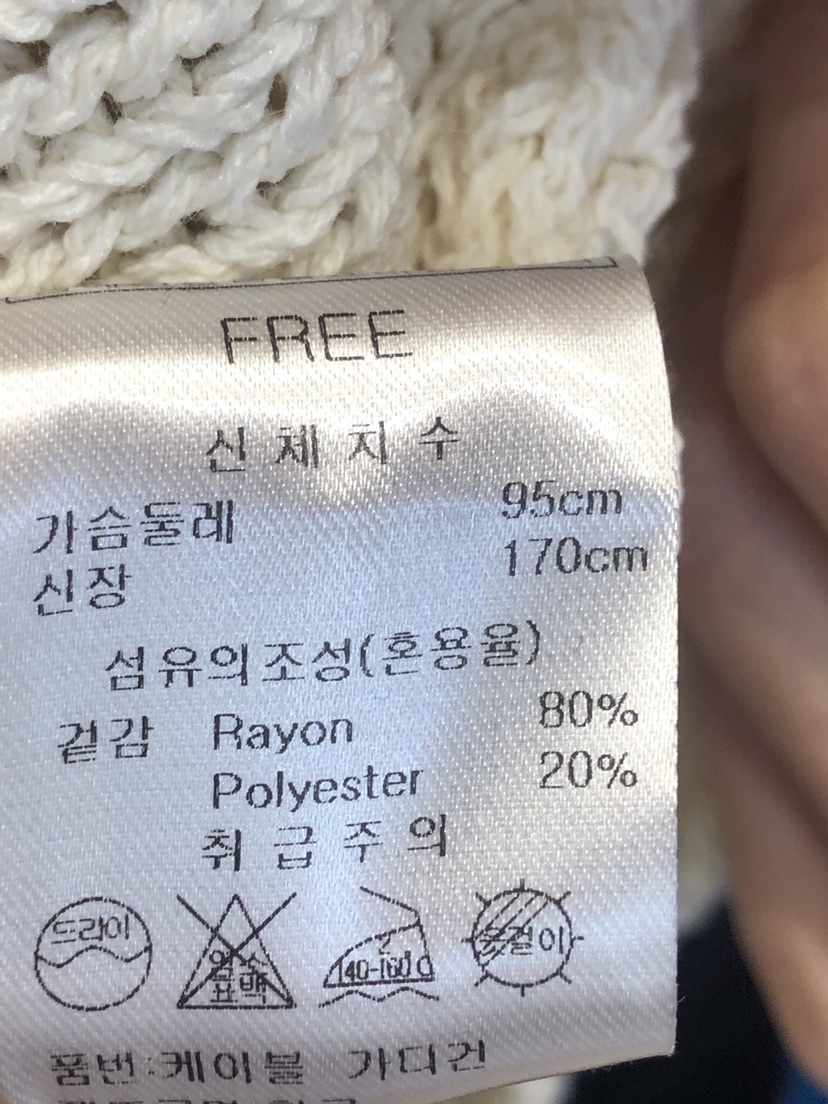 FREE
신체치수
가슴둘레 95cm
신장 170cm
섬유의조성(혼용율)
겉감 Rayon 80%
Polyester 20%
취급주의
드라이
염소
표백
140-160℃
옷걸이
품번:케이블 가디건